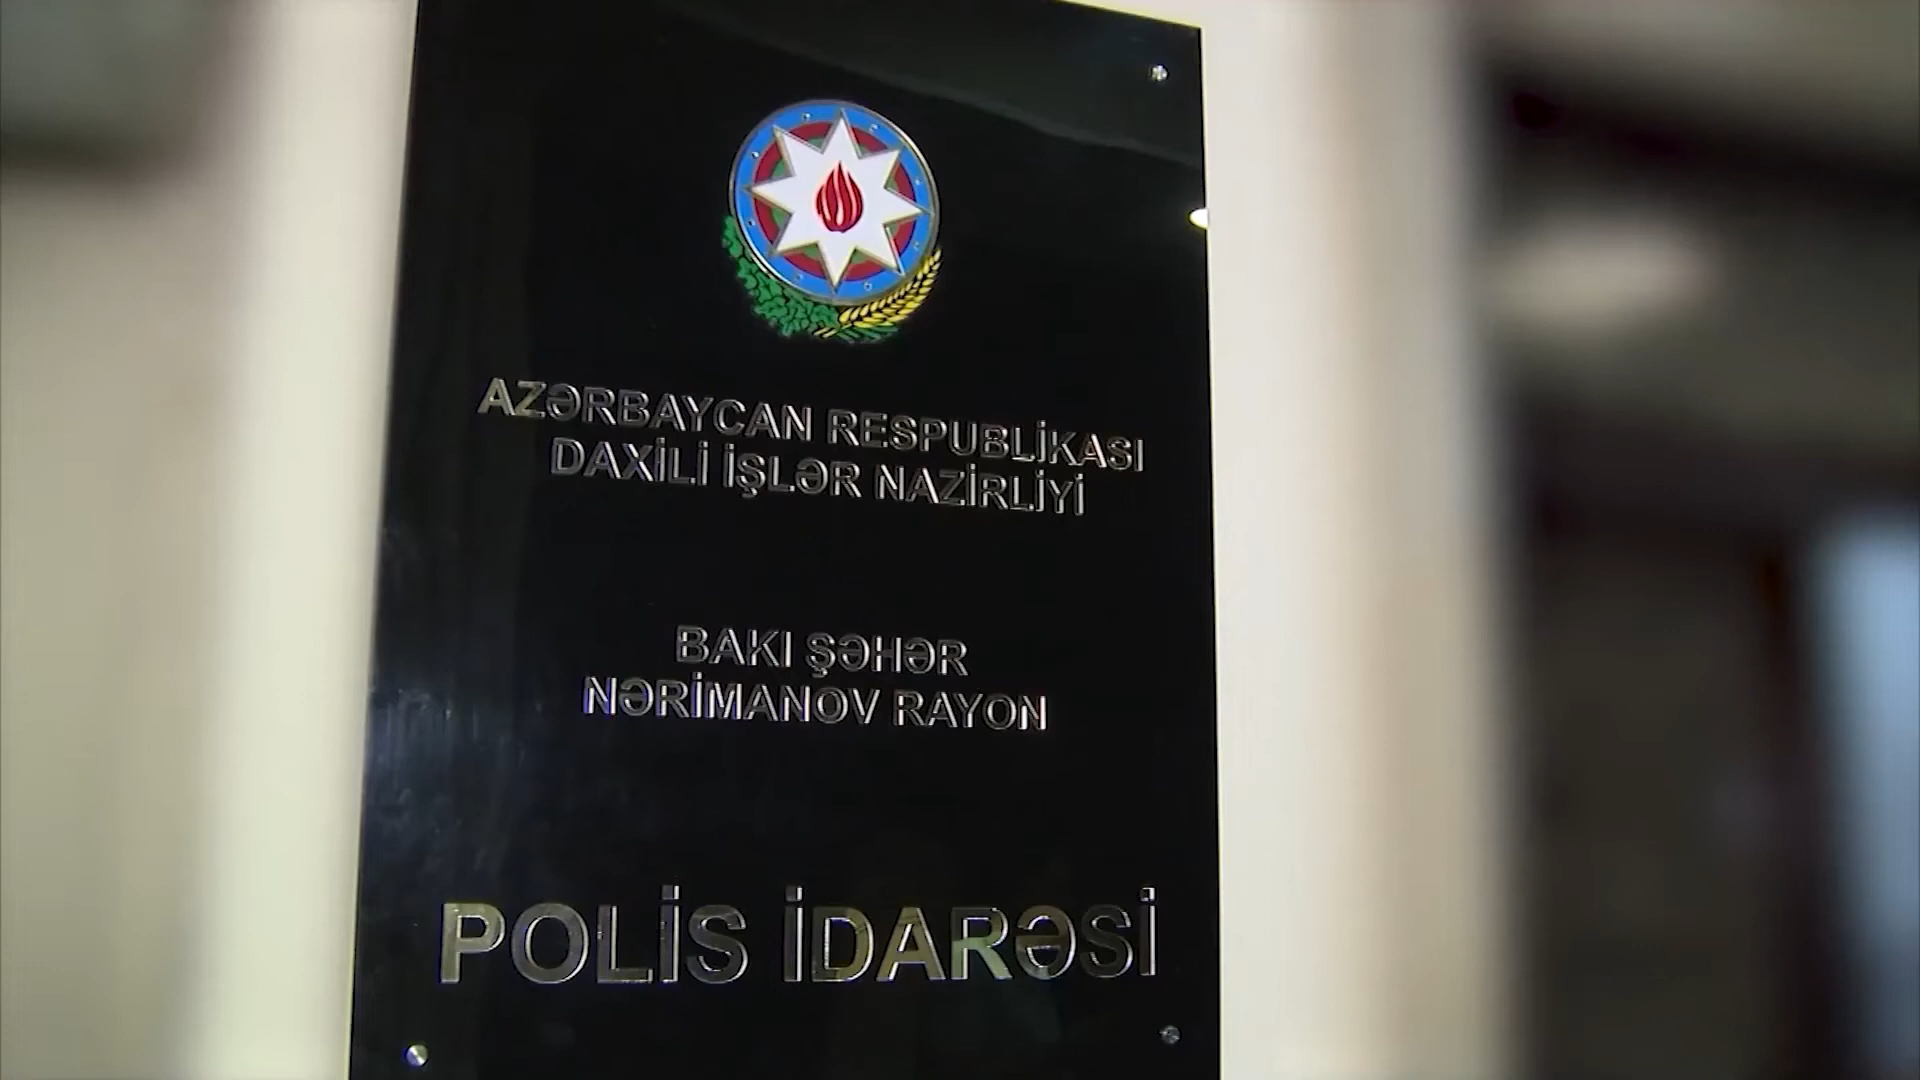 AZƏRBAYCAN RESPUBLİKASI
DAXİLİ İŞLƏR NAZİRLİYİ
BAKI ŞƏHƏR
NƏRİMANOV RAYON
POLİS İDARƏSİ